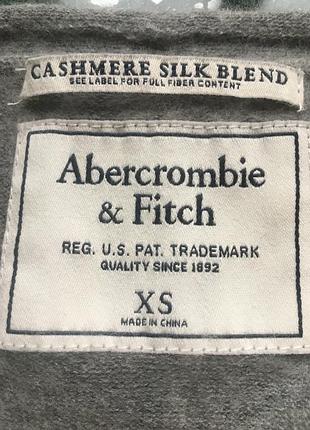 CASHMERE SILK BLEND
SEE LABEL FOR FULL FIBER CONTENT
Abercrombie
& Fitch
REG. U.S. PAT. TRADEMARK
QUALITY SINCE 1892
XS
MADE IN CHINA